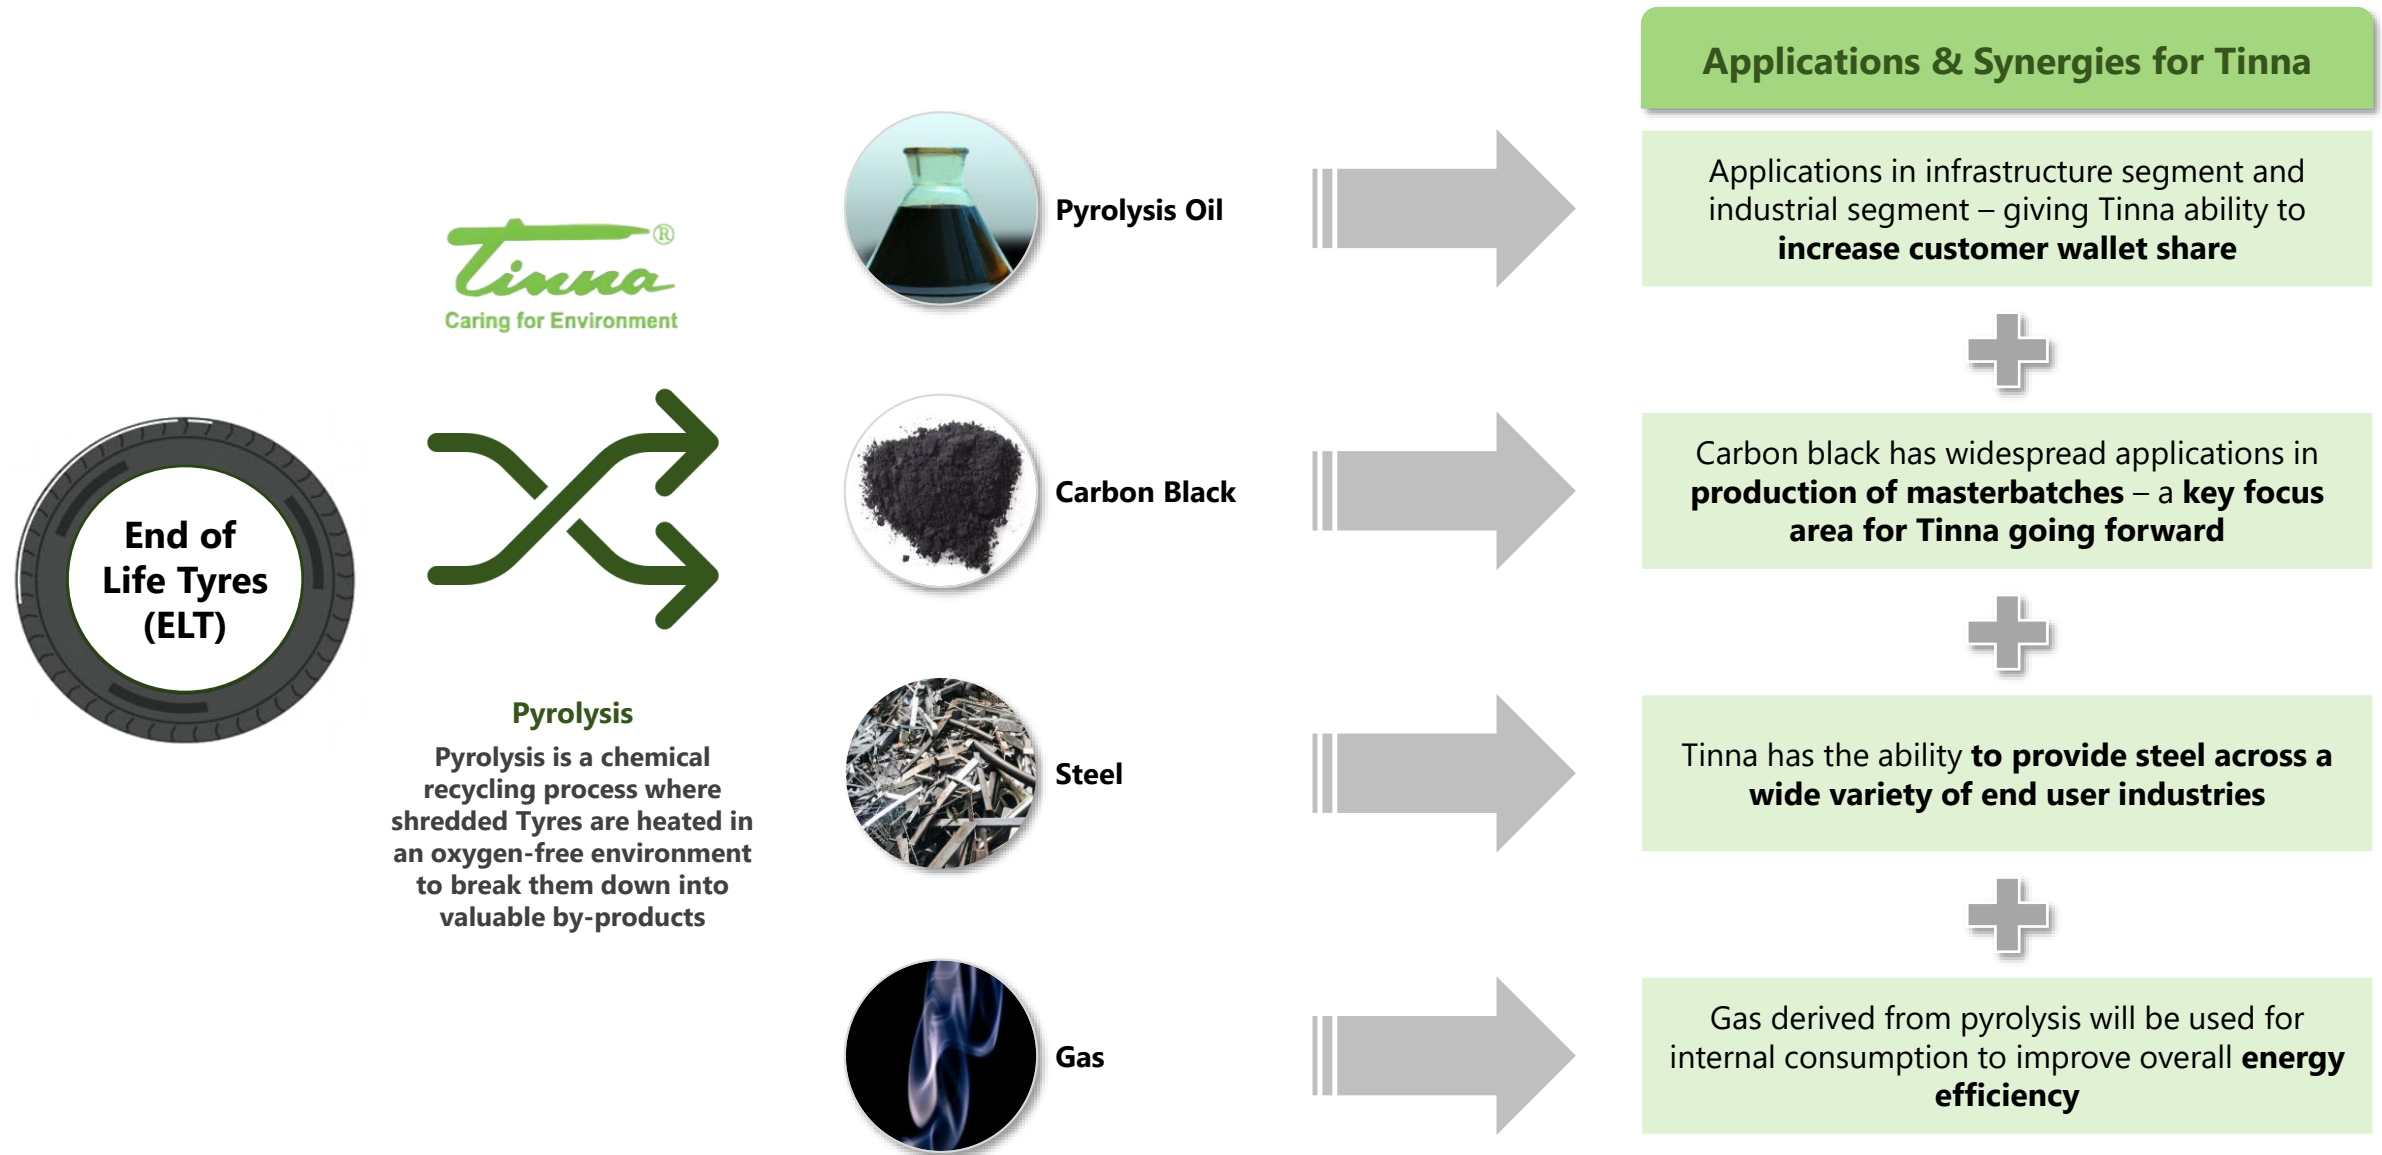 Applications & Synergies for Tinna
Tinna®
Caring for Environment
End of
Life Tyres
(ELT)
Pyrolysis
Pyrolysis is a chemical
recycling process where
shredded Tyres are heated in
an oxygen-free environment
to break them down into
valuable by-products
Pyrolysis Oil
Applications in infrastructure segment and
industrial segment – giving Tinna ability to
increase customer wallet share
Carbon Black
Carbon black has widespread applications in
production of masterbatches – a key focus
area for Tinna going forward
Steel
Tinna has the ability to provide steel across a
wide variety of end user industries
Gas
Gas derived from pyrolysis will be used for
internal consumption to improve overall energy
efficiency